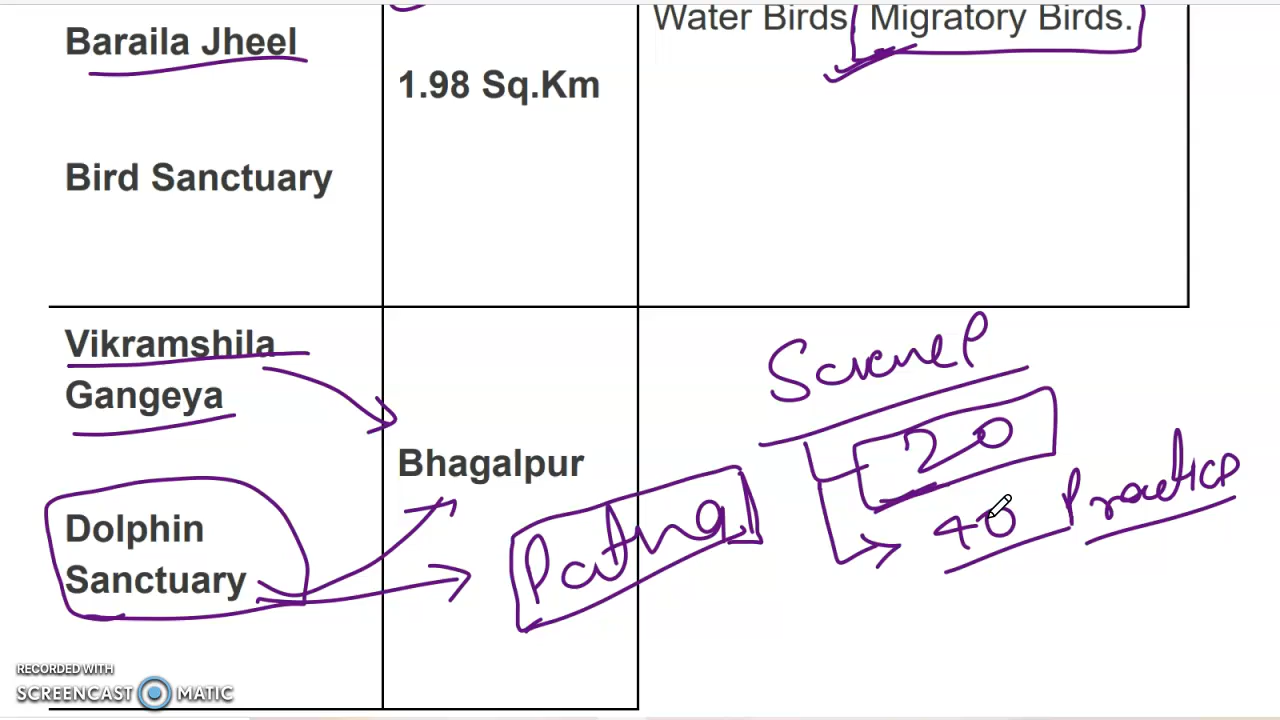 Baraila Jheel
Bird Sanctuary
1.98 Sq.Km
Water Birds Migratory Birds.
Vikramshila
Gangeya
Dolphin
Sanctuary
Bhagalpur
Patna
20
40 Practice
RECORDED WITH
SCREENCAST MATIC